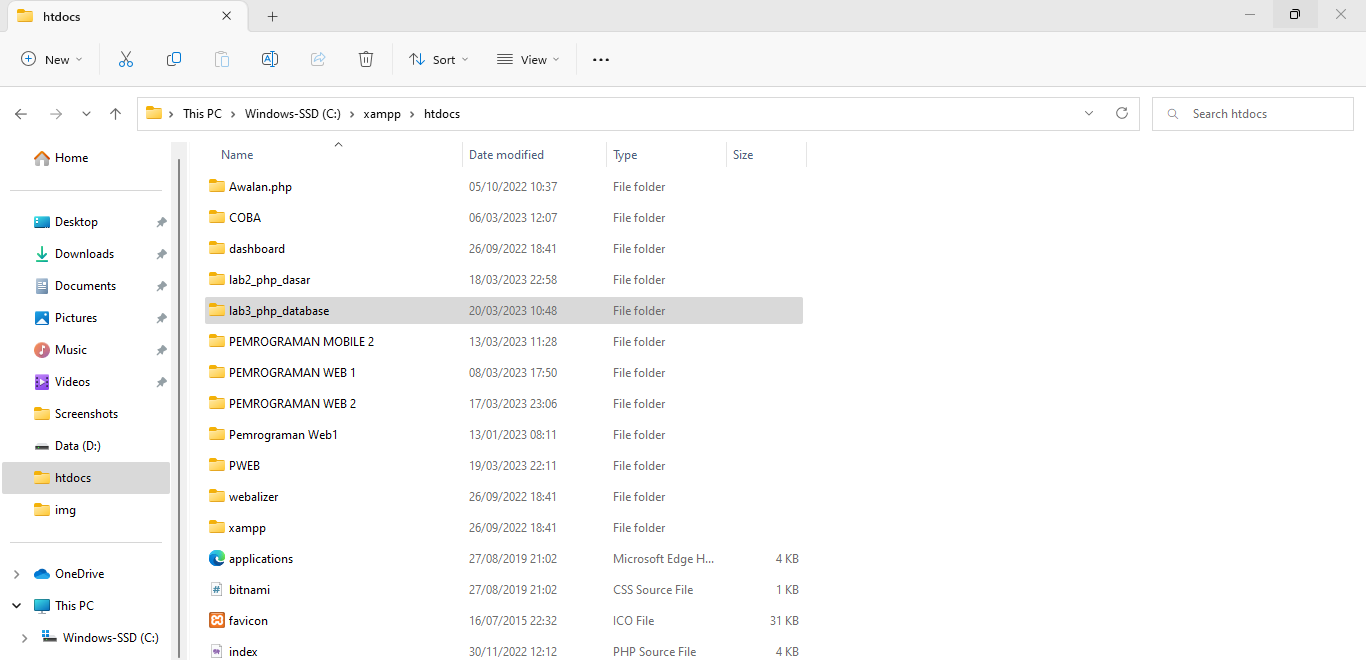 htdocs
New
Sort
View
This PC > Windows-SSD (C:) > xampp > htdocs
Search htdocs
Home
Desktop
Downloads
Documents
Pictures
Music
Videos
Screenshots
Data (D:)
htdocs
img
OneDrive
This PC
Windows-SSD (C:)
Name Date modified Type Size
Awalan.php 05/10/2022 10:37 File folder
COBA 06/03/2023 12:07 File folder
dashboard 26/09/2022 18:41 File folder
lab2_php_dasar 18/03/2023 22:58 File folder
lab3_php_database 20/03/2023 10:48 File folder
PEMROGRAMAN MOBILE 2 13/03/2023 11:28 File folder
PEMROGRAMAN WEB 1 08/03/2023 17:50 File folder
PEMROGRAMAN WEB 2 17/03/2023 23:06 File folder
Pemrograman Web1 13/01/2023 08:11 File folder
PWEB 19/03/2023 22:11 File folder
webalizer 26/09/2022 18:41 File folder
xampp 26/09/2022 18:41 File folder
applications 27/08/2019 21:02 Microsoft Edge H... 4 KB
bitnami 27/08/2019 21:02 CSS Source File 1 KB
favicon 16/07/2015 22:32 ICO File 31 KB
index 30/11/2022 12:12 PHP Source File 4 KB